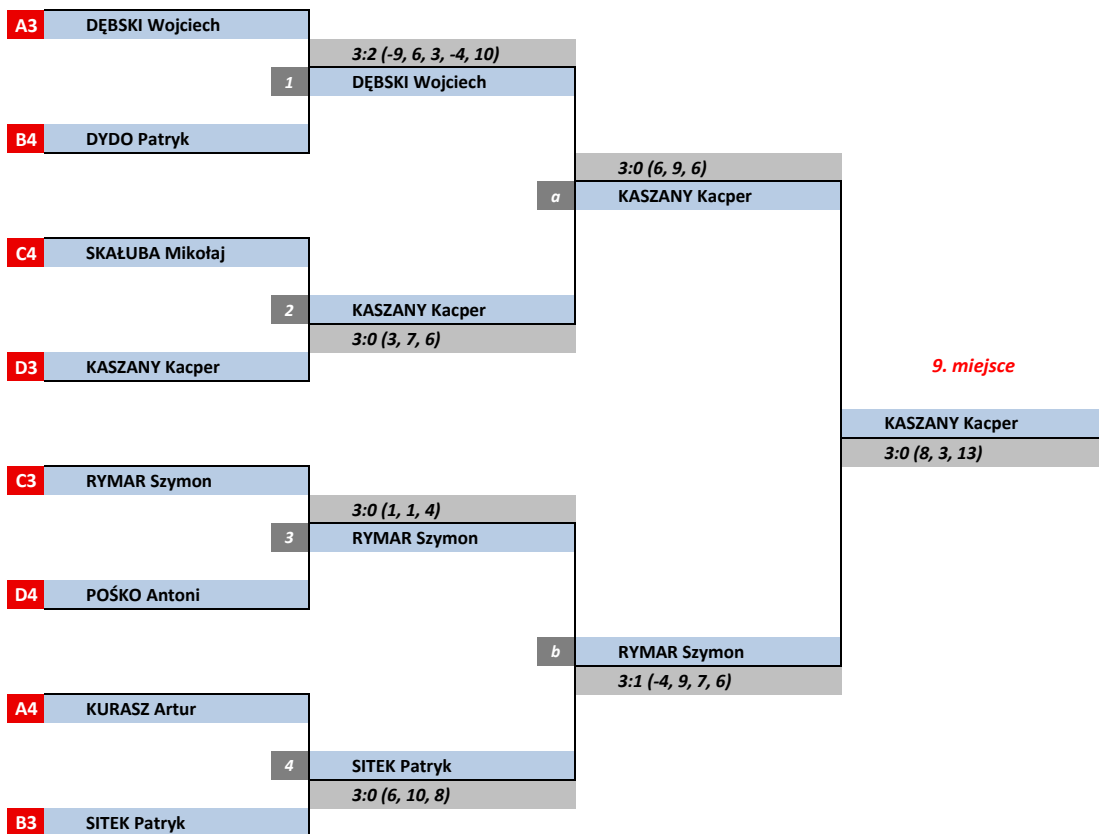 A3 DĘBSKI Wojciech
3:2 (-9, 6, 3, -4, 10)
1 DĘBSKI Wojciech
B4 DYDO Patryk
3:0 (6, 9, 6)
a KASZANY Kacper
C4 SKAŁUBA Mikołaj
2 KASZANY Kacper
3:0 (3, 7, 6)
D3 KASZANY Kacper
9. miejsce
KASZANY Kacper
3:0 (8, 3, 13)
C3 RYMAR Szymon
3:0 (1, 1, 4)
3 RYMAR Szymon
D4 POŚKO Antoni
b RYMAR Szymon
3:1 (-4, 9, 7, 6)
A4 KURASZ Artur
4 SITEK Patryk
3:0 (6, 10, 8)
B3 SITEK Patryk